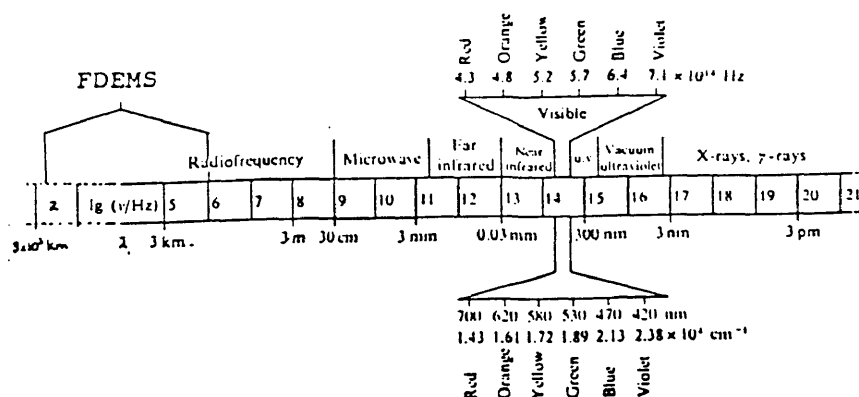 Red Orange Yellow Green Blue Violet
4.3 4.8 5.2 5.7 6.4 7.1 × 10¹⁴ Hz
FDEMS
Visible
Radiofrequency Microwave Far infrared Near infrared u.v Vacuum ultraviolet X-rays, γ-rays
2 lg (ν/Hz) 5 6 7 8 9 10 11 12 13 14 15 16 17 18 19 20 21
km λ 3 km 3 m 30 cm 3 mm 0.03 mm 300 nm 3 nm 3 pm
700 620 580 530 470 420 nm
1.43 1.61 1.72 1.89 2.13 2.38 × 10⁴ cm⁻¹
Red Orange Yellow Green Blue Violet